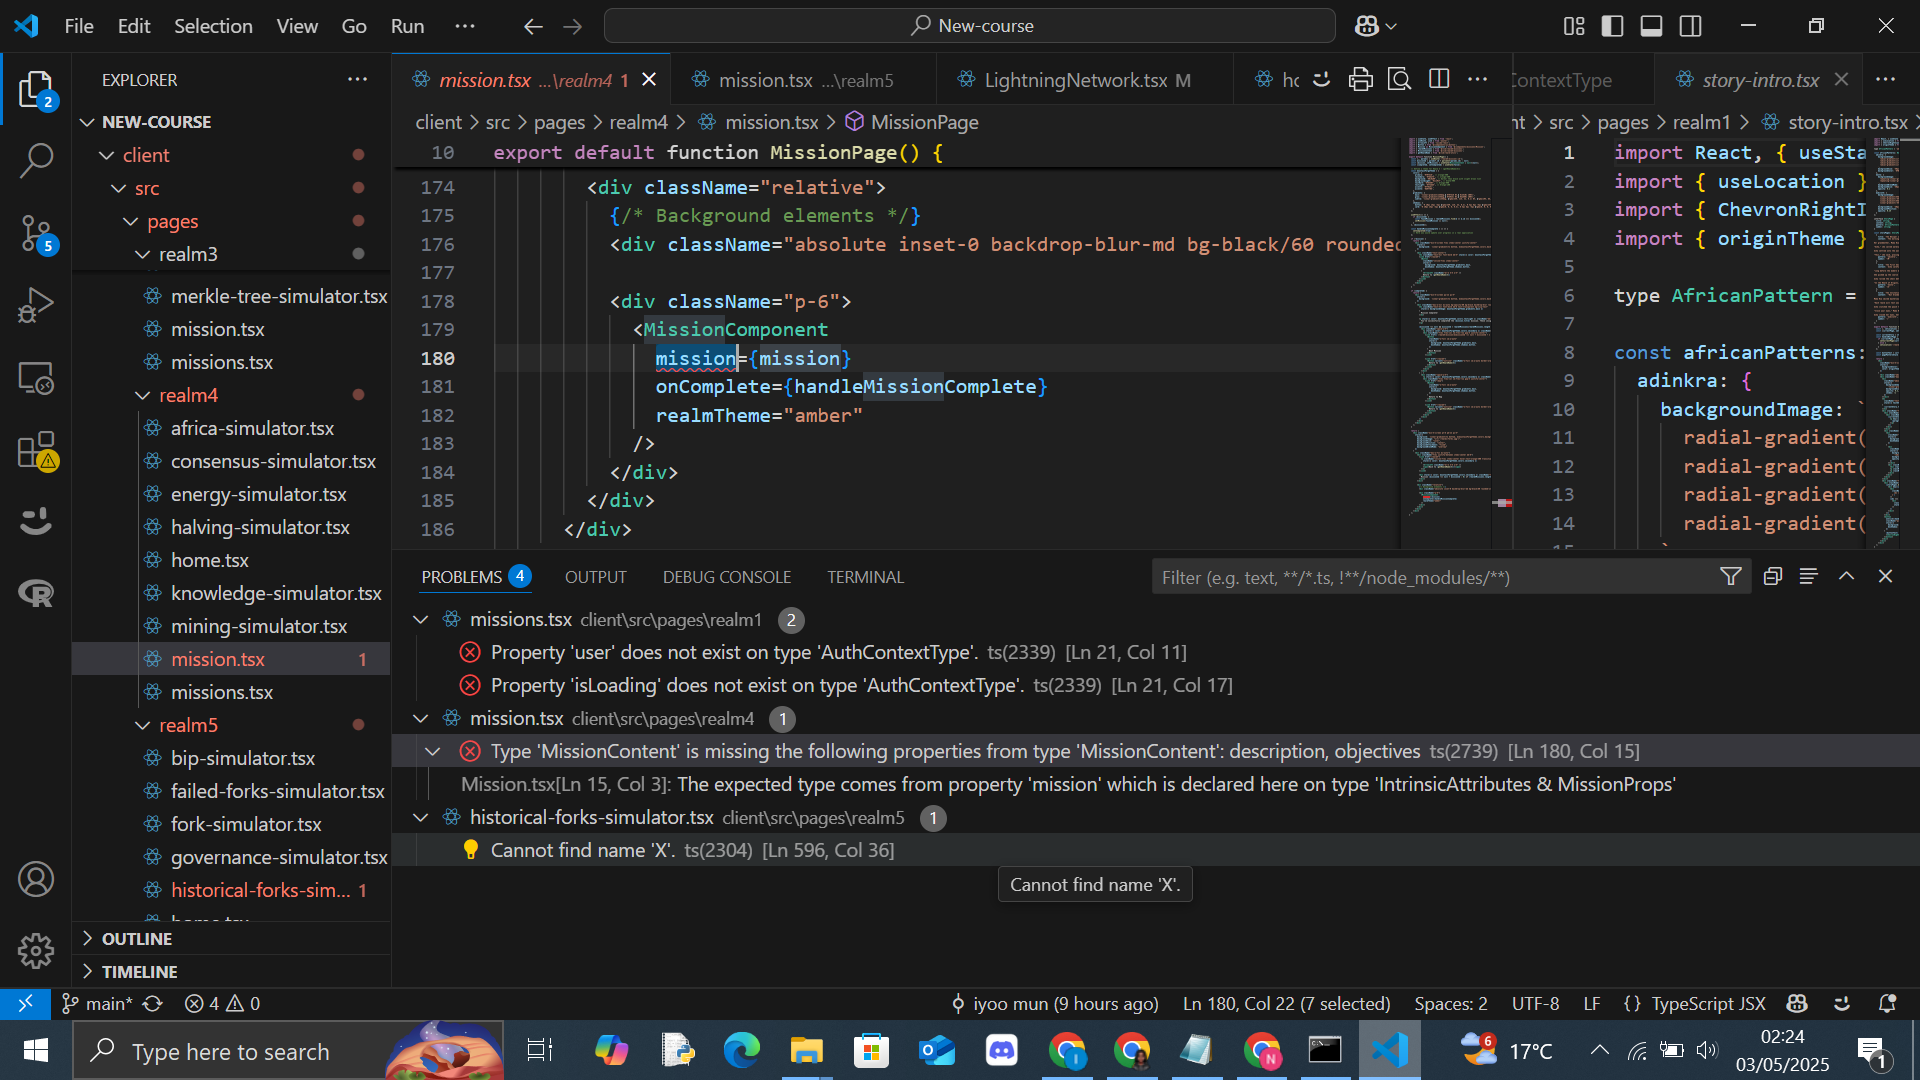 File Edit Selection View Go Run ···
New-course
EXPLORER
NEW-COURSE
client
src
pages
realm3
merkle-tree-simulator.tsx
mission.tsx
missions.tsx
realm4
africa-simulator.tsx
consensus-simulator.tsx
energy-simulator.tsx
halving-simulator.tsx
home.tsx
knowledge-simulator.tsx
mining-simulator.tsx
mission.tsx 1
missions.tsx
realm5
bip-simulator.tsx
failed-forks-simulator.tsx
fork-simulator.tsx
governance-simulator.tsx
historical-forks-sim... 1
home.tsx
OUTLINE
TIMELINE
2
5
mission.tsx ...\realm4 1
mission.tsx ...\realm5
LightningNetwork.tsx M
client > src > pages > realm4 > mission.tsx > MissionPage
10 export default function MissionPage() {
174 <div className="relative">
175 {/* Background elements */}
176 <div className="absolute inset-0 backdrop-blur-md bg-black/60 rounded
177
178 <div className="p-6">
179 <MissionComponent
180 mission={mission}
181 onComplete={handleMissionComplete}
182 realmTheme="amber"
183 />
184 </div>
185 </div>
186 </div>
ContextType
story-intro.tsx
nt > src > pages > realm1 > story-intro.tsx >
1 import React, { useSta
2 import { useLocation }
3 import { ChevronRightI
4 import { originTheme }
5
6 type AfricanPattern =
7
8 const africanPatterns:
9 adinkra: {
10 backgroundImage: `
11 radial-gradient(
12 radial-gradient(
13 radial-gradient(
14 radial-gradient(
15 `
PROBLEMS 4 OUTPUT DEBUG CONSOLE TERMINAL
Filter (e.g. text, **/*.ts, !**/node_modules/**)
missions.tsx client\src\pages\realm1 2
Property 'user' does not exist on type 'AuthContextType'. ts(2339) [Ln 21, Col 11]
Property 'isLoading' does not exist on type 'AuthContextType'. ts(2339) [Ln 21, Col 17]
mission.tsx client\src\pages\realm4 1
Type 'MissionContent' is missing the following properties from type 'MissionContent': description, objectives ts(2739) [Ln 180, Col 15]
Mission.tsx[Ln 15, Col 3]: The expected type comes from property 'mission' which is declared here on type 'IntrinsicAttributes & MissionProps'
historical-forks-simulator.tsx client\src\pages\realm5 1
Cannot find name 'X'. ts(2304) [Ln 596, Col 36]
Cannot find name 'X'.
main* 4 0
iyoo mun (9 hours ago) Ln 180, Col 22 (7 selected) Spaces: 2 UTF-8 LF {} TypeScript JSX
Type here to search
6
17°C
02:24
03/05/2025
1